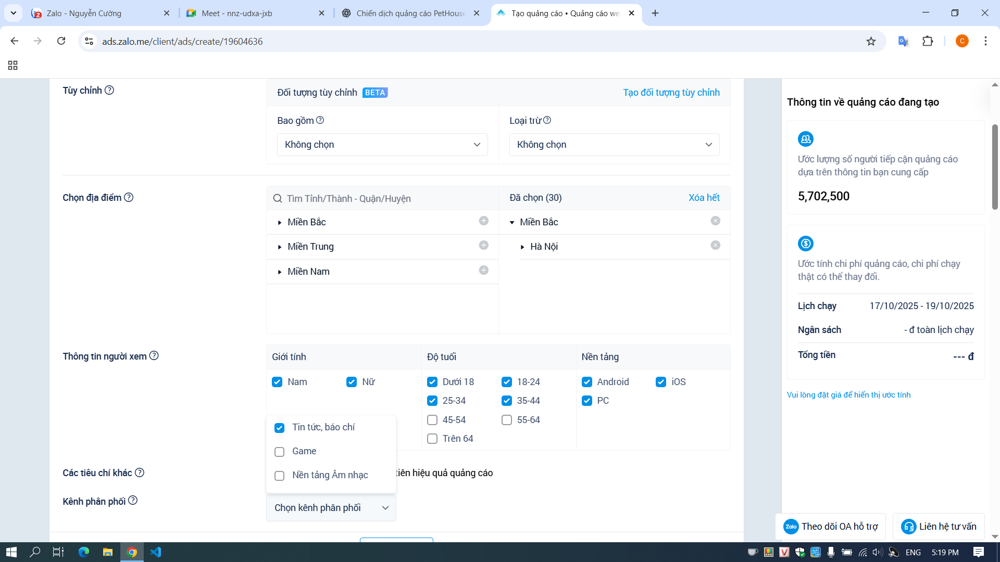 Zalo - Nguyễn Cường
Meet - nnz-udxa-jxb
Chiến dịch quảng cáo PetHouse
Tạo quảng cáo • Quảng cáo we
ads.zalo.me/client/ads/create/19604636
C
Tùy chỉnh
Đối tượng tùy chỉnh BETA
Tạo đối tượng tùy chỉnh
Bao gồm
Loại trừ
Không chọn
Không chọn
Chọn địa điểm
Tìm Tỉnh/Thành - Quận/Huyện
Đã chọn (30)
Xóa hết
Miền Bắc
Miền Bắc
Miền Trung
Hà Nội
Miền Nam
Thông tin người xem
Giới tính
Độ tuổi
Nền tảng
Nam
Nữ
Dưới 18
18-24
Android
iOS
25-34
35-44
PC
45-54
55-64
Trên 64
Tin tức, báo chí
Game
Nền tảng Âm nhạc
Các tiêu chí khác
tiên hiệu quả quảng cáo
Kênh phân phối
Chọn kênh phân phối
Thông tin về quảng cáo đang tạo
Ước lượng số người tiếp cận quảng cáo
dựa trên thông tin bạn cung cấp
5,702,500
Ước tính chi phí quảng cáo, chi phí chạy
thật có thể thay đổi.
Lịch chạy
17/10/2025 - 19/10/2025
Ngân sách
- đ toàn lịch chạy
Tổng tiền
--- đ
Vui lòng đặt giá để hiển thị ước tính
Zalo
Theo dõi OA hỗ trợ
Liên hệ tư vấn
ENG
5:19 PM